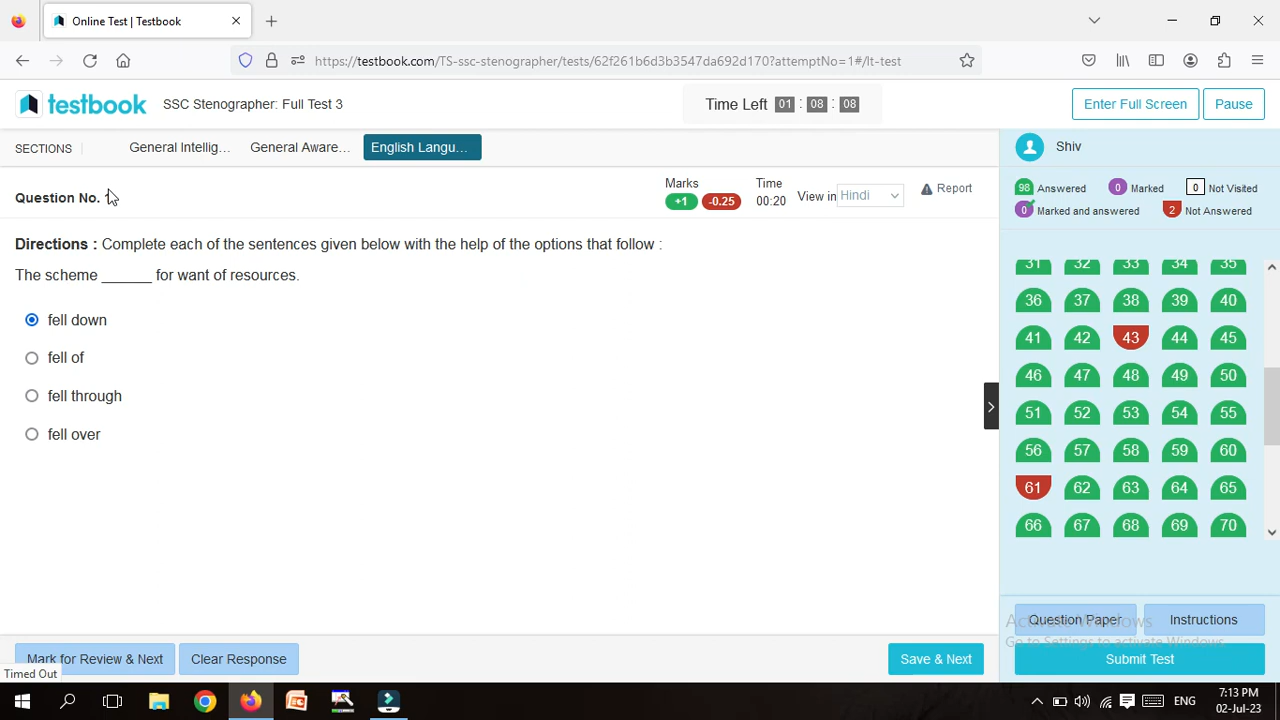 Online Test | Testbook
https://testbook.com/TS-ssc-stenographer/tests/62f261b6d3b3547da692d170?attemptNo=1#/lt-test
testbook
SSC Stenographer: Full Test 3
Time Left 01 : 08 : 08
Enter Full Screen
Pause
SECTIONS
General Intellig...
General Aware...
English Langu...
Shiv
Question No.
Marks
+1 -0.25
Time
00:20
View in Hindi
Report
98 Answered
0 Marked
0 Not Visited
0 Marked and answered
2 Not Answered
Directions : Complete each of the sentences given below with the help of the options that follow :
The scheme ______ for want of resources.
fell down
fell of
fell through
fell over
31 32 33 34 35
36 37 38 39 40
41 42 43 44 45
46 47 48 49 50
51 52 53 54 55
56 57 58 59 60
61 62 63 64 65
66 67 68 69 70
Question Paper
Instructions
Activate Windows
Go to Settings to activate Windows.
Mark for Review & Next
Clear Response
Save & Next
Submit Test
Timed Out
ENG
7:13 PM
02-Jul-23